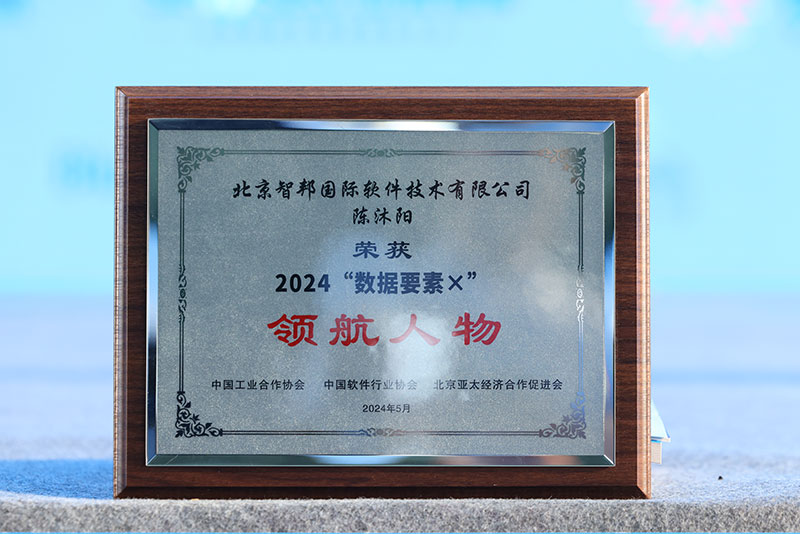 北京智邦国际软件技术有限公司
陈沐阳
荣获
2024“数据要素×”
领航人物
中国工业合作协会 中国软件行业协会 北京亚太经济合作促进会
2024年5月